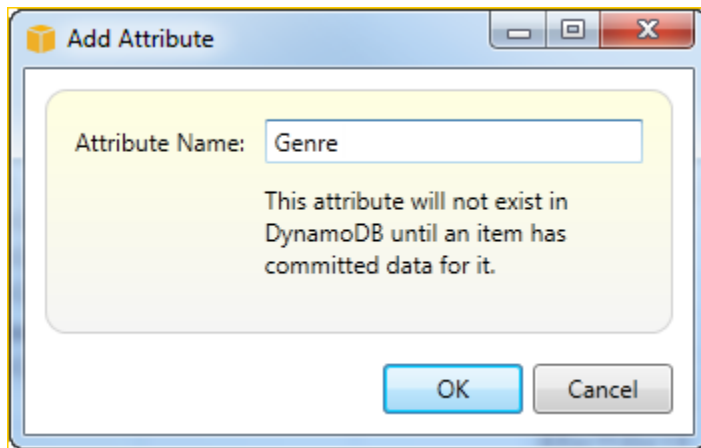 Add Attribute
Attribute Name: Genre
This attribute will not exist in
DynamoDB until an item has
committed data for it.
OK Cancel